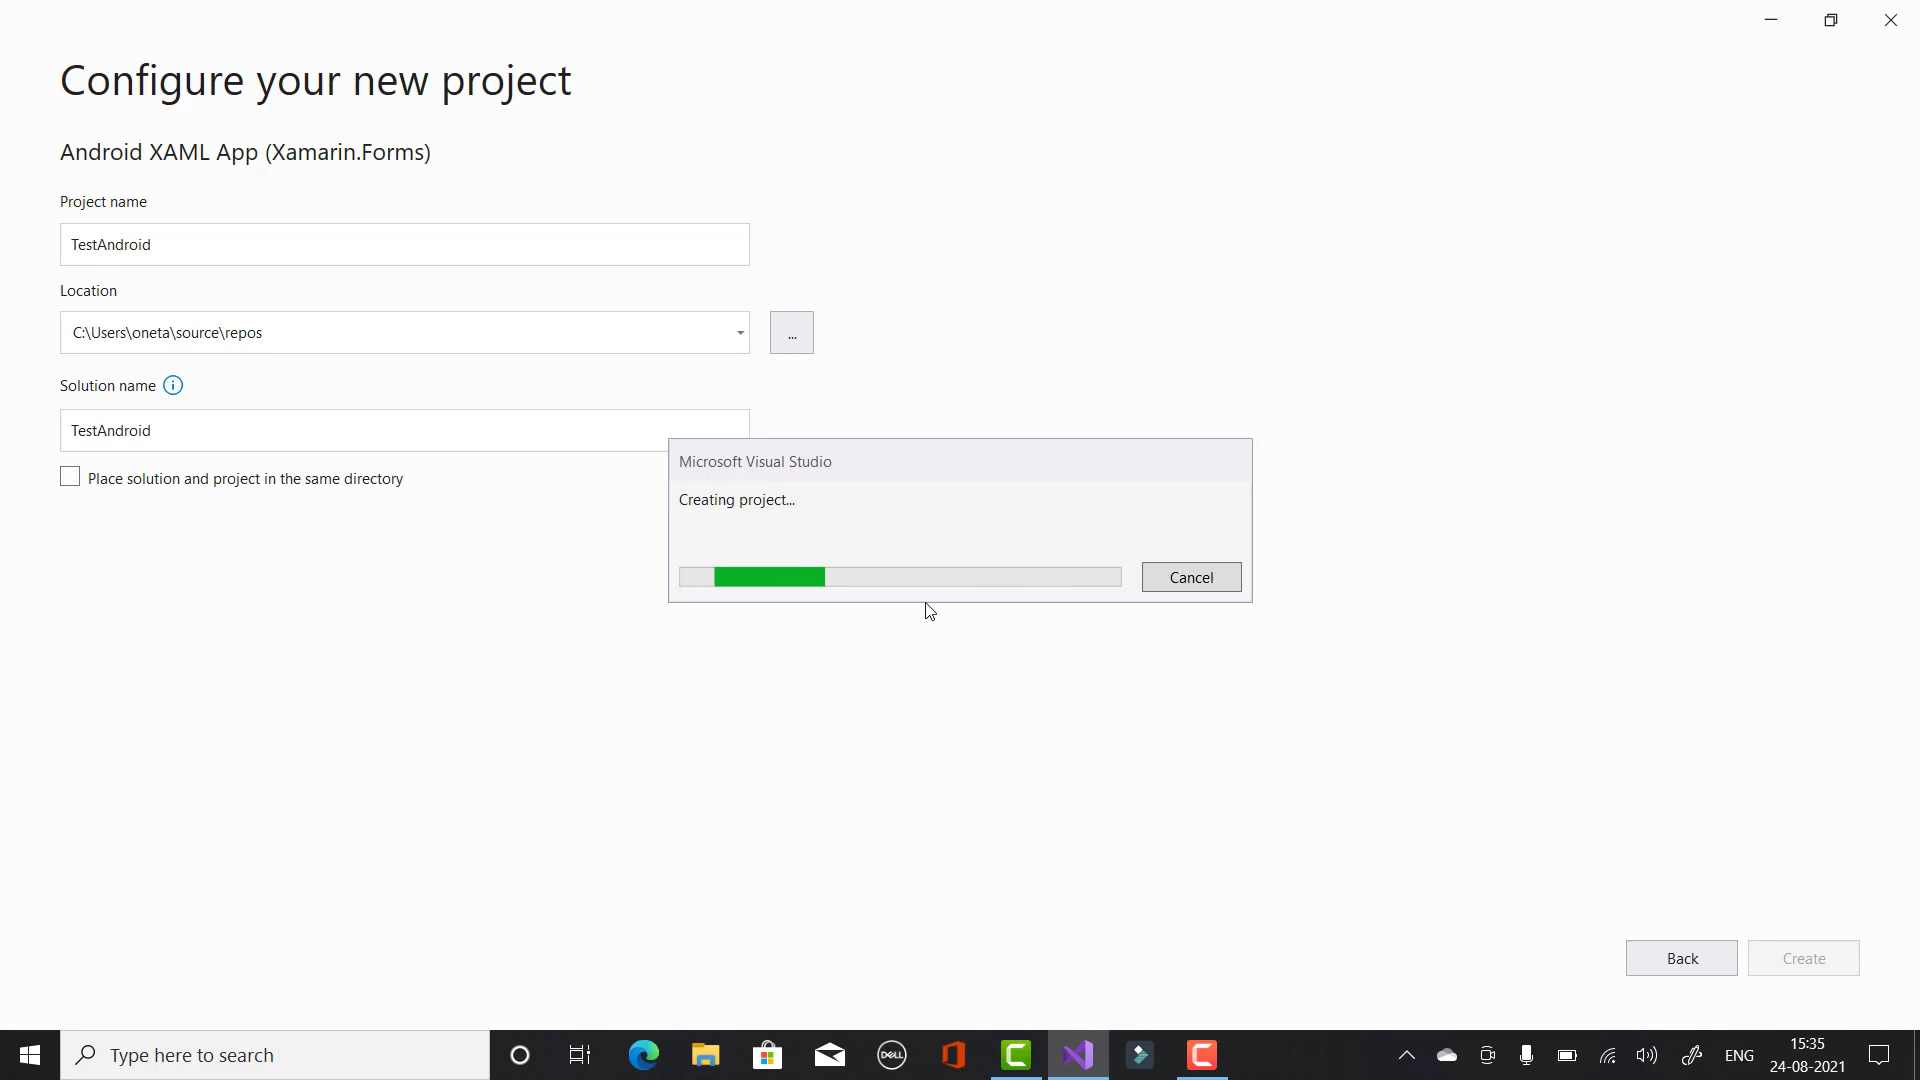 Configure your new project
Android XAML App (Xamarin.Forms)
Project name
TestAndroid
Location
C:\Users\oneta\source\repos
...
Solution name
TestAndroid
Place solution and project in the same directory
Microsoft Visual Studio
Creating project...
Cancel
Back
Create
Type here to search
DELL
ENG
15:35
24-08-2021